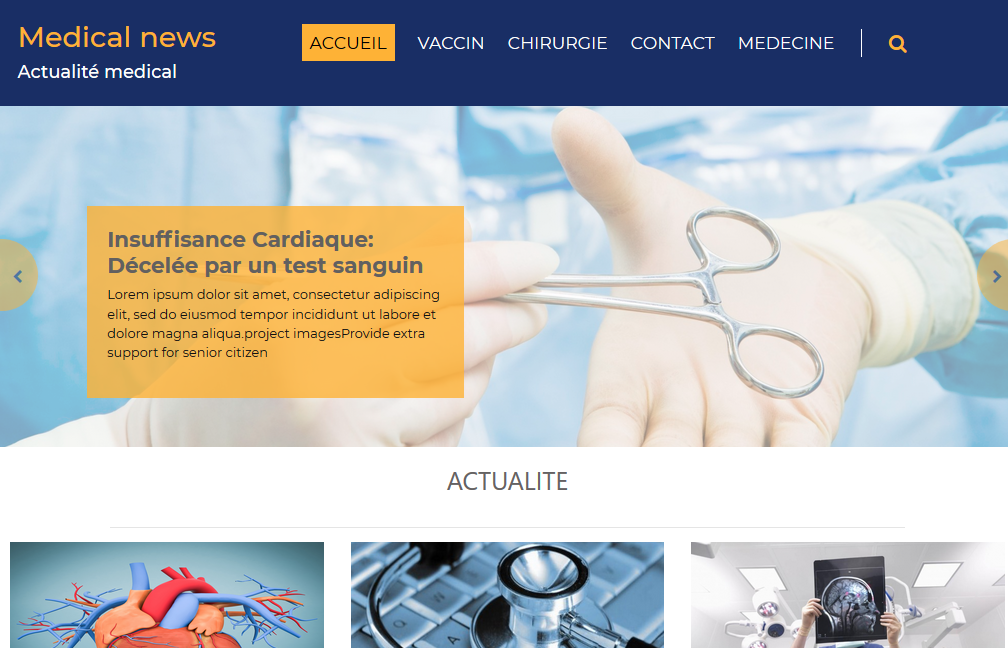 Medical news
Actualité medical
ACCUEIL VACCIN CHIRURGIE CONTACT MEDECINE
Insuffisance Cardiaque:
Décelée par un test sanguin
Lorem ipsum dolor sit amet, consectetur adipiscing
elit, sed do eiusmod tempor incididunt ut labore et
dolore magna aliqua.project imagesProvide extra
support for senior citizen
ACTUALITE